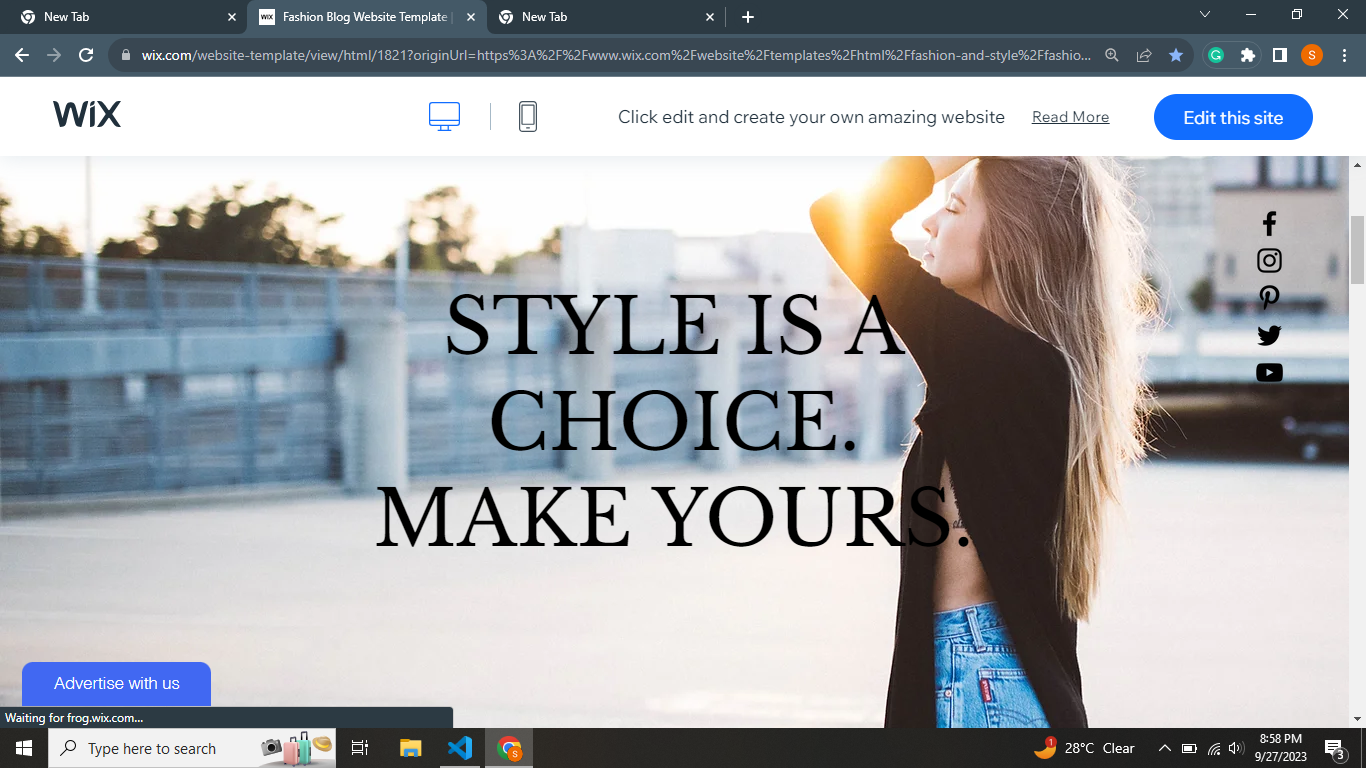 New Tab
Fashion Blog Website Template |
New Tab
wix.com/website-template/view/html/1821?originUrl=https%3A%2F%2Fwww.wix.com%2Fwebsite%2Ftemplates%2Fhtml%2Ffashion-and-style%2Ffashio...
S
WiX
Click edit and create your own amazing website
Read More
Edit this site
STYLE IS A
CHOICE.
MAKE YOURS.
Advertise with us
Waiting for frog.wix.com...
Type here to search
1
28°C Clear
8:58 PM
9/27/2023
3